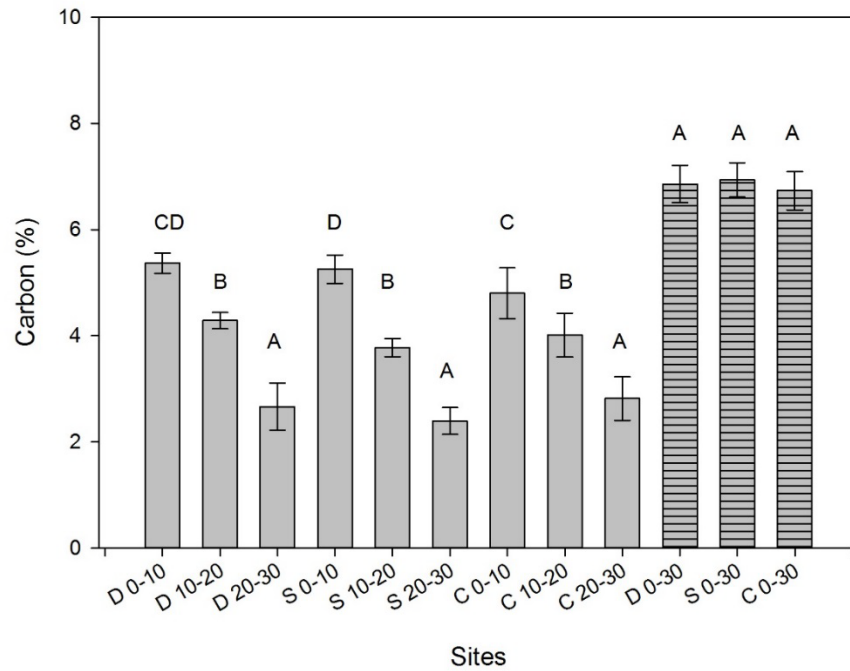 Carbon (%)
10
8
6
4
2
0
CD
B
A
D
B
A
C
B
A
A
A
A
D 0-10
D 10-20
D 20-30
S 0-10
S 10-20
S 20-30
C 0-10
C 10-20
C 20-30
D 0-30
S 0-30
C 0-30
Sites